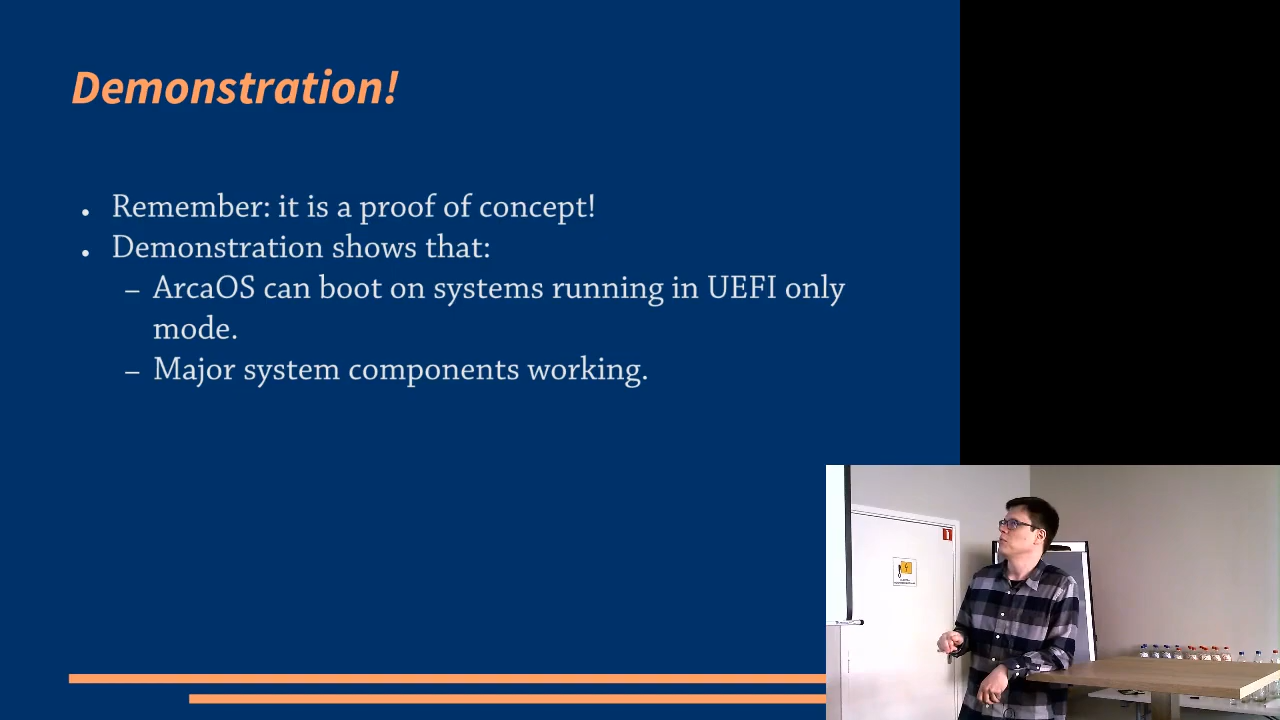 Demonstration!
• Remember: it is a proof of concept!
• Demonstration shows that:
– ArcaOS can boot on systems running in UEFI only
mode.
– Major system components working.